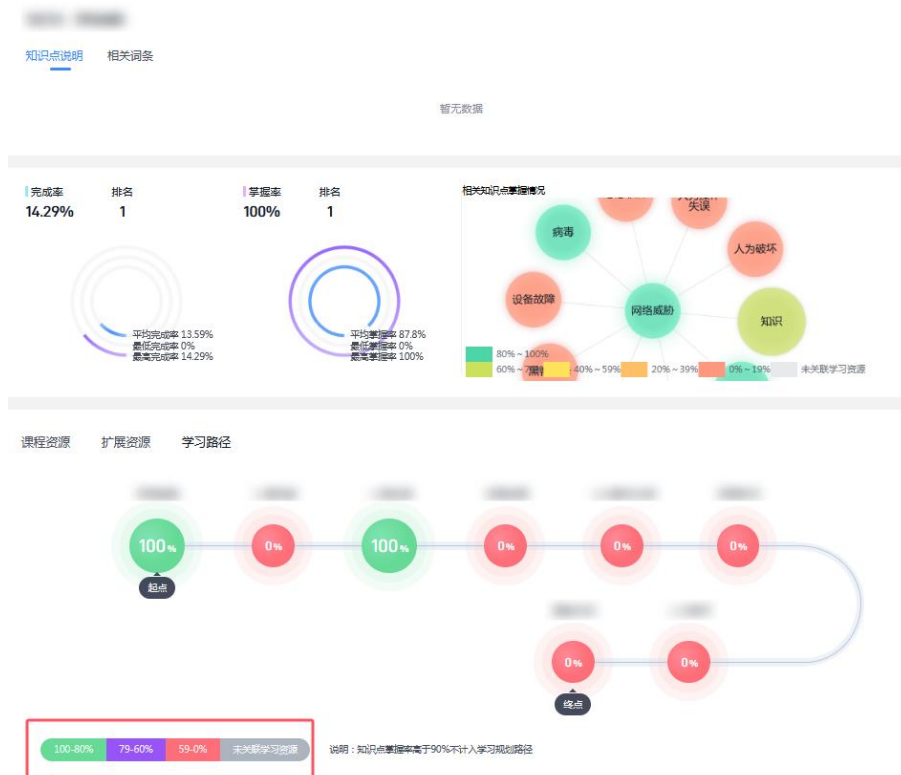 知识点说明 相关词条
暂无数据
完成率 排名
14.29% 1
掌握率 排名
100% 1
平均完成率 13.59%
最低完成率 0%
最高完成率 14.29%
平均掌握率 87.8%
最低掌握率 0%
最高掌握率 100%
相关知识点掌握情况
失误
病毒
人为破坏
设备故障
网络威胁
知识
80% ~ 100%
40% ~ 59%
20% ~ 39%
0% ~ 19%
未关联学习资源
课程资源 扩展资源 学习路径
100% 0% 100% 0% 0% 0%
起点
0% 0%
终点
100-80% 79-60% 59-0% 未关联学习资源
说明：知识点掌握率高于90%不计入学习规划路径